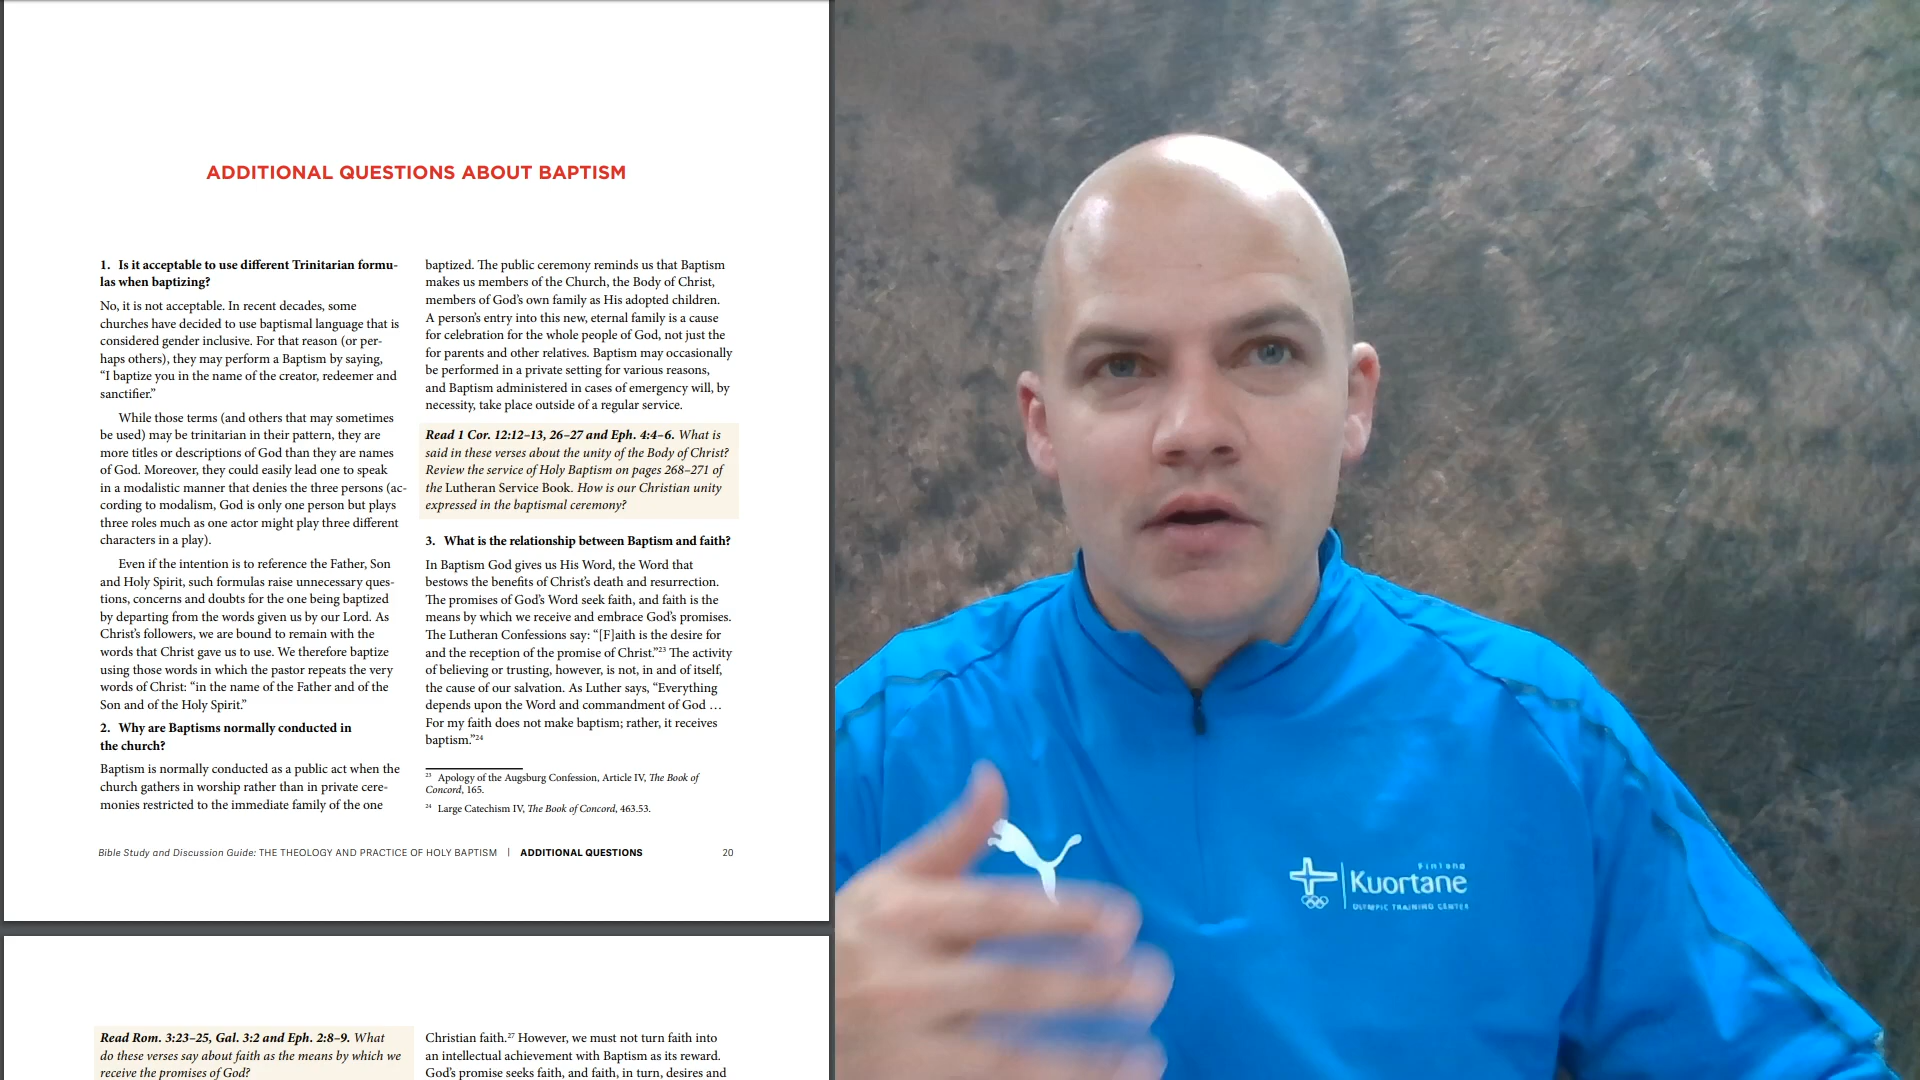 ADDITIONAL QUESTIONS ABOUT BAPTISM
1. Is it acceptable to use different Trinitarian formu-
las when baptizing?
No, it is not acceptable. In recent decades, some
churches have decided to use baptismal language that is
considered gender inclusive. For that reason (or per-
haps others), they may perform a Baptism by saying,
“I baptize you in the name of the creator, redeemer and
sanctifier.”
While those terms (and others that may sometimes
be used) may be trinitarian in their pattern, they are
more titles or descriptions of God than they are names
of God. Moreover, they could easily lead one to speak
in a modalistic manner that denies the three persons (ac-
cording to modalism, God is only one person but plays
three roles much as one actor might play three different
characters in a play).
Even if the intention is to reference the Father, Son
and Holy Spirit, such formulas raise unnecessary ques-
tions, concerns and doubts for the one being baptized
by departing from the words given us by our Lord. As
Christ’s followers, we are bound to remain with the
words that Christ gave us to use. We therefore baptize
using those words in which the pastor repeats the very
words of Christ: “in the name of the Father and of the
Son and of the Holy Spirit.”
2. Why are Baptisms normally conducted in
the church?
Baptism is normally conducted as a public act when the
church gathers in worship rather than in private cere-
monies restricted to the immediate family of the one
baptized. The public ceremony reminds us that Baptism
makes us members of the Church, the Body of Christ,
members of God’s own family as His adopted children.
A person’s entry into this new, eternal family is a cause
for celebration for the whole people of God, not just the
for parents and other relatives. Baptism may occasionally
be performed in a private setting for various reasons,
and Baptism administered in cases of emergency will, by
necessity, take place outside of a regular service.
Read 1 Cor. 12:12–13, 26–27 and Eph. 4:4–6. What is
said in these verses about the unity of the Body of Christ?
Review the service of Holy Baptism on pages 268–271 of
the Lutheran Service Book. How is our Christian unity
expressed in the baptismal ceremony?
3. What is the relationship between Baptism and faith?
In Baptism God gives us His Word, the Word that
bestows the benefits of Christ’s death and resurrection.
The promises of God’s Word seek faith, and faith is the
means by which we receive and embrace God’s promises.
The Lutheran Confessions say: “[F]aith is the desire for
and the reception of the promise of Christ.”23 The activity
of believing or trusting, however, is not, in and of itself,
the cause of our salvation. As Luther says, “Everything
depends upon the Word and commandment of God …
For my faith does not make baptism; rather, it receives
baptism.”24
23 Apology of the Augsburg Confession, Article IV, The Book of
Concord, 165.
24 Large Catechism IV, The Book of Concord, 463.53.
Bible Study and Discussion Guide: THE THEOLOGY AND PRACTICE OF HOLY BAPTISM | ADDITIONAL QUESTIONS 20
Read Rom. 3:23–25, Gal. 3:2 and Eph. 2:8–9. What
do these verses say about faith as the means by which we
receive the promises of God?
Christian faith.27 However, we must not turn faith into
an intellectual achievement with Baptism as its reward.
God’s promise seeks faith, and faith, in turn, desires and
Finland
Kuortane
OLYMPIC TRAINING CENTER